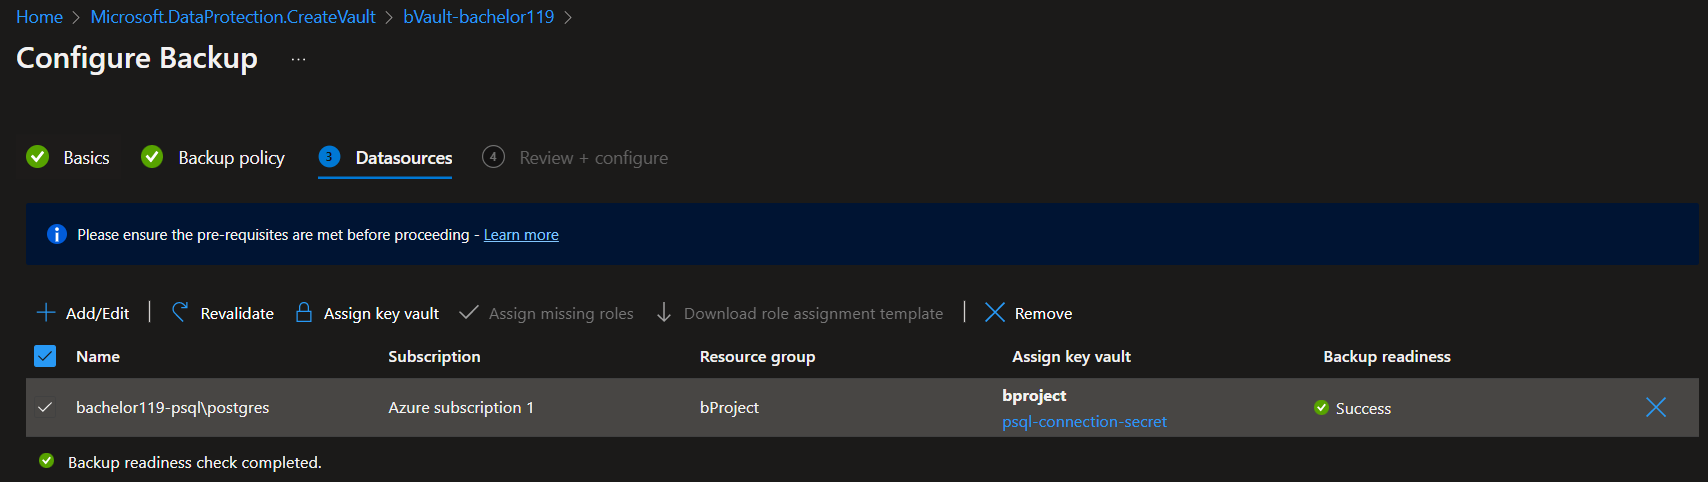 Home > Microsoft.DataProtection.CreateVault > bVault-bachelor119 >
Configure Backup ...
Basics Backup policy 3 Datasources 4 Review + configure
Please ensure the pre-requisites are met before proceeding - Learn more
Add/Edit | Revalidate Assign key vault Assign missing roles Download role assignment template | Remove
Name Subscription Resource group Assign key vault Backup readiness
bachelor119-psql\postgres Azure subscription 1 bProject bproject Success
psql-connection-secret
Backup readiness check completed.